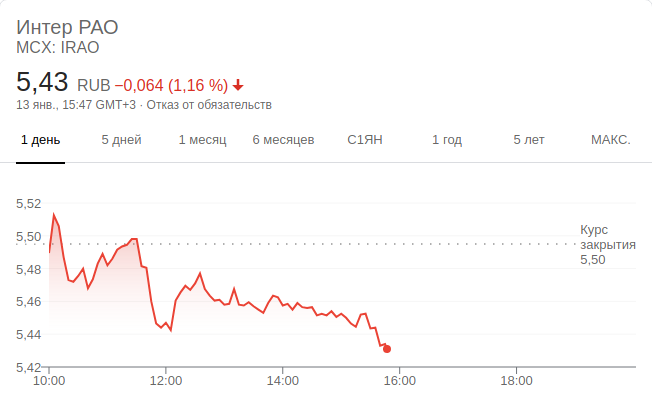 Интер РАО
MCX: IRAO
5,43 RUB −0,064 (1,16 %)
13 янв., 15:47 GMT+3 · Отказ от обязательств
1 день 5 дней 1 месяц 6 месяцев С1ЯН 1 год 5 лет МАКС.
5,52
5,50
5,48
5,46
5,44
5,42
Курс
закрытия
5,50
10:00 12:00 14:00 16:00 18:00